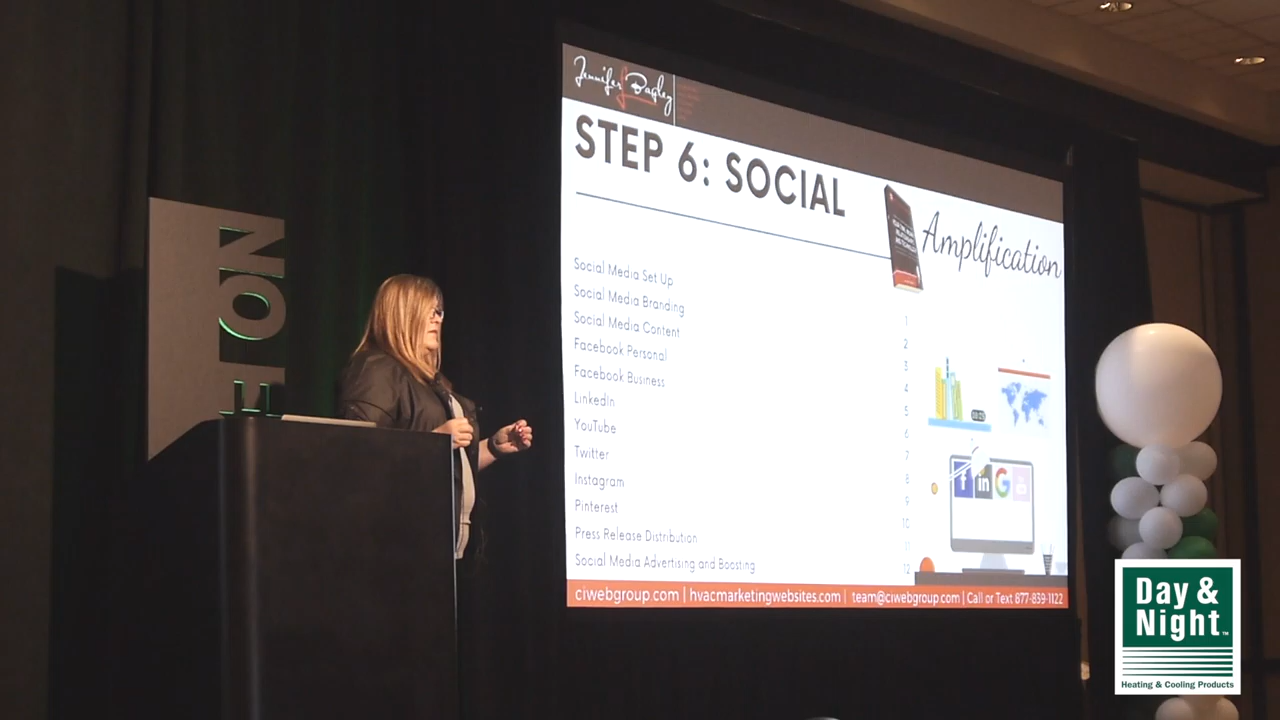 Jennifer L Bagley
STEP 6: SOCIAL
Amplification
Social Media Set Up
1
Social Media Branding
2
Social Media Content
3
Facebook Personal
4
Facebook Business
5
LinkedIn
6
YouTube
7
Twitter
8
Instagram
9
Pinterest
10
Press Release Distribution
11
Social Media Advertising and Boosting
12
f in G
ciwebgroup.com | hvacmarketingwebsites.com | team@ciwebgroup.com | Call or Text 877-839-1122
ETON
Day &
Night™
Heating & Cooling Products